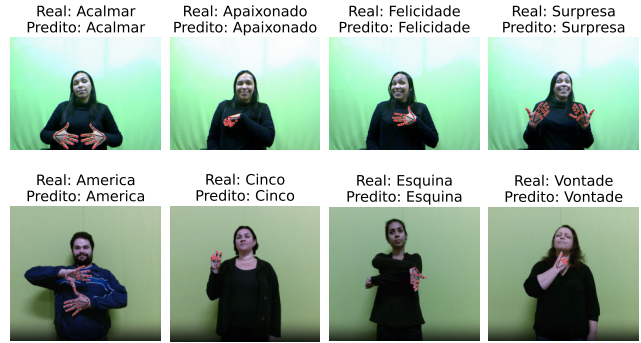 Real: Acalmar
Predito: Acalmar
Real: Apaixonado
Predito: Apaixonado
Real: Felicidade
Predito: Felicidade
Real: Surpresa
Predito: Surpresa
Real: America
Predito: America
Real: Cinco
Predito: Cinco
Real: Esquina
Predito: Esquina
Real: Vontade
Predito: Vontade